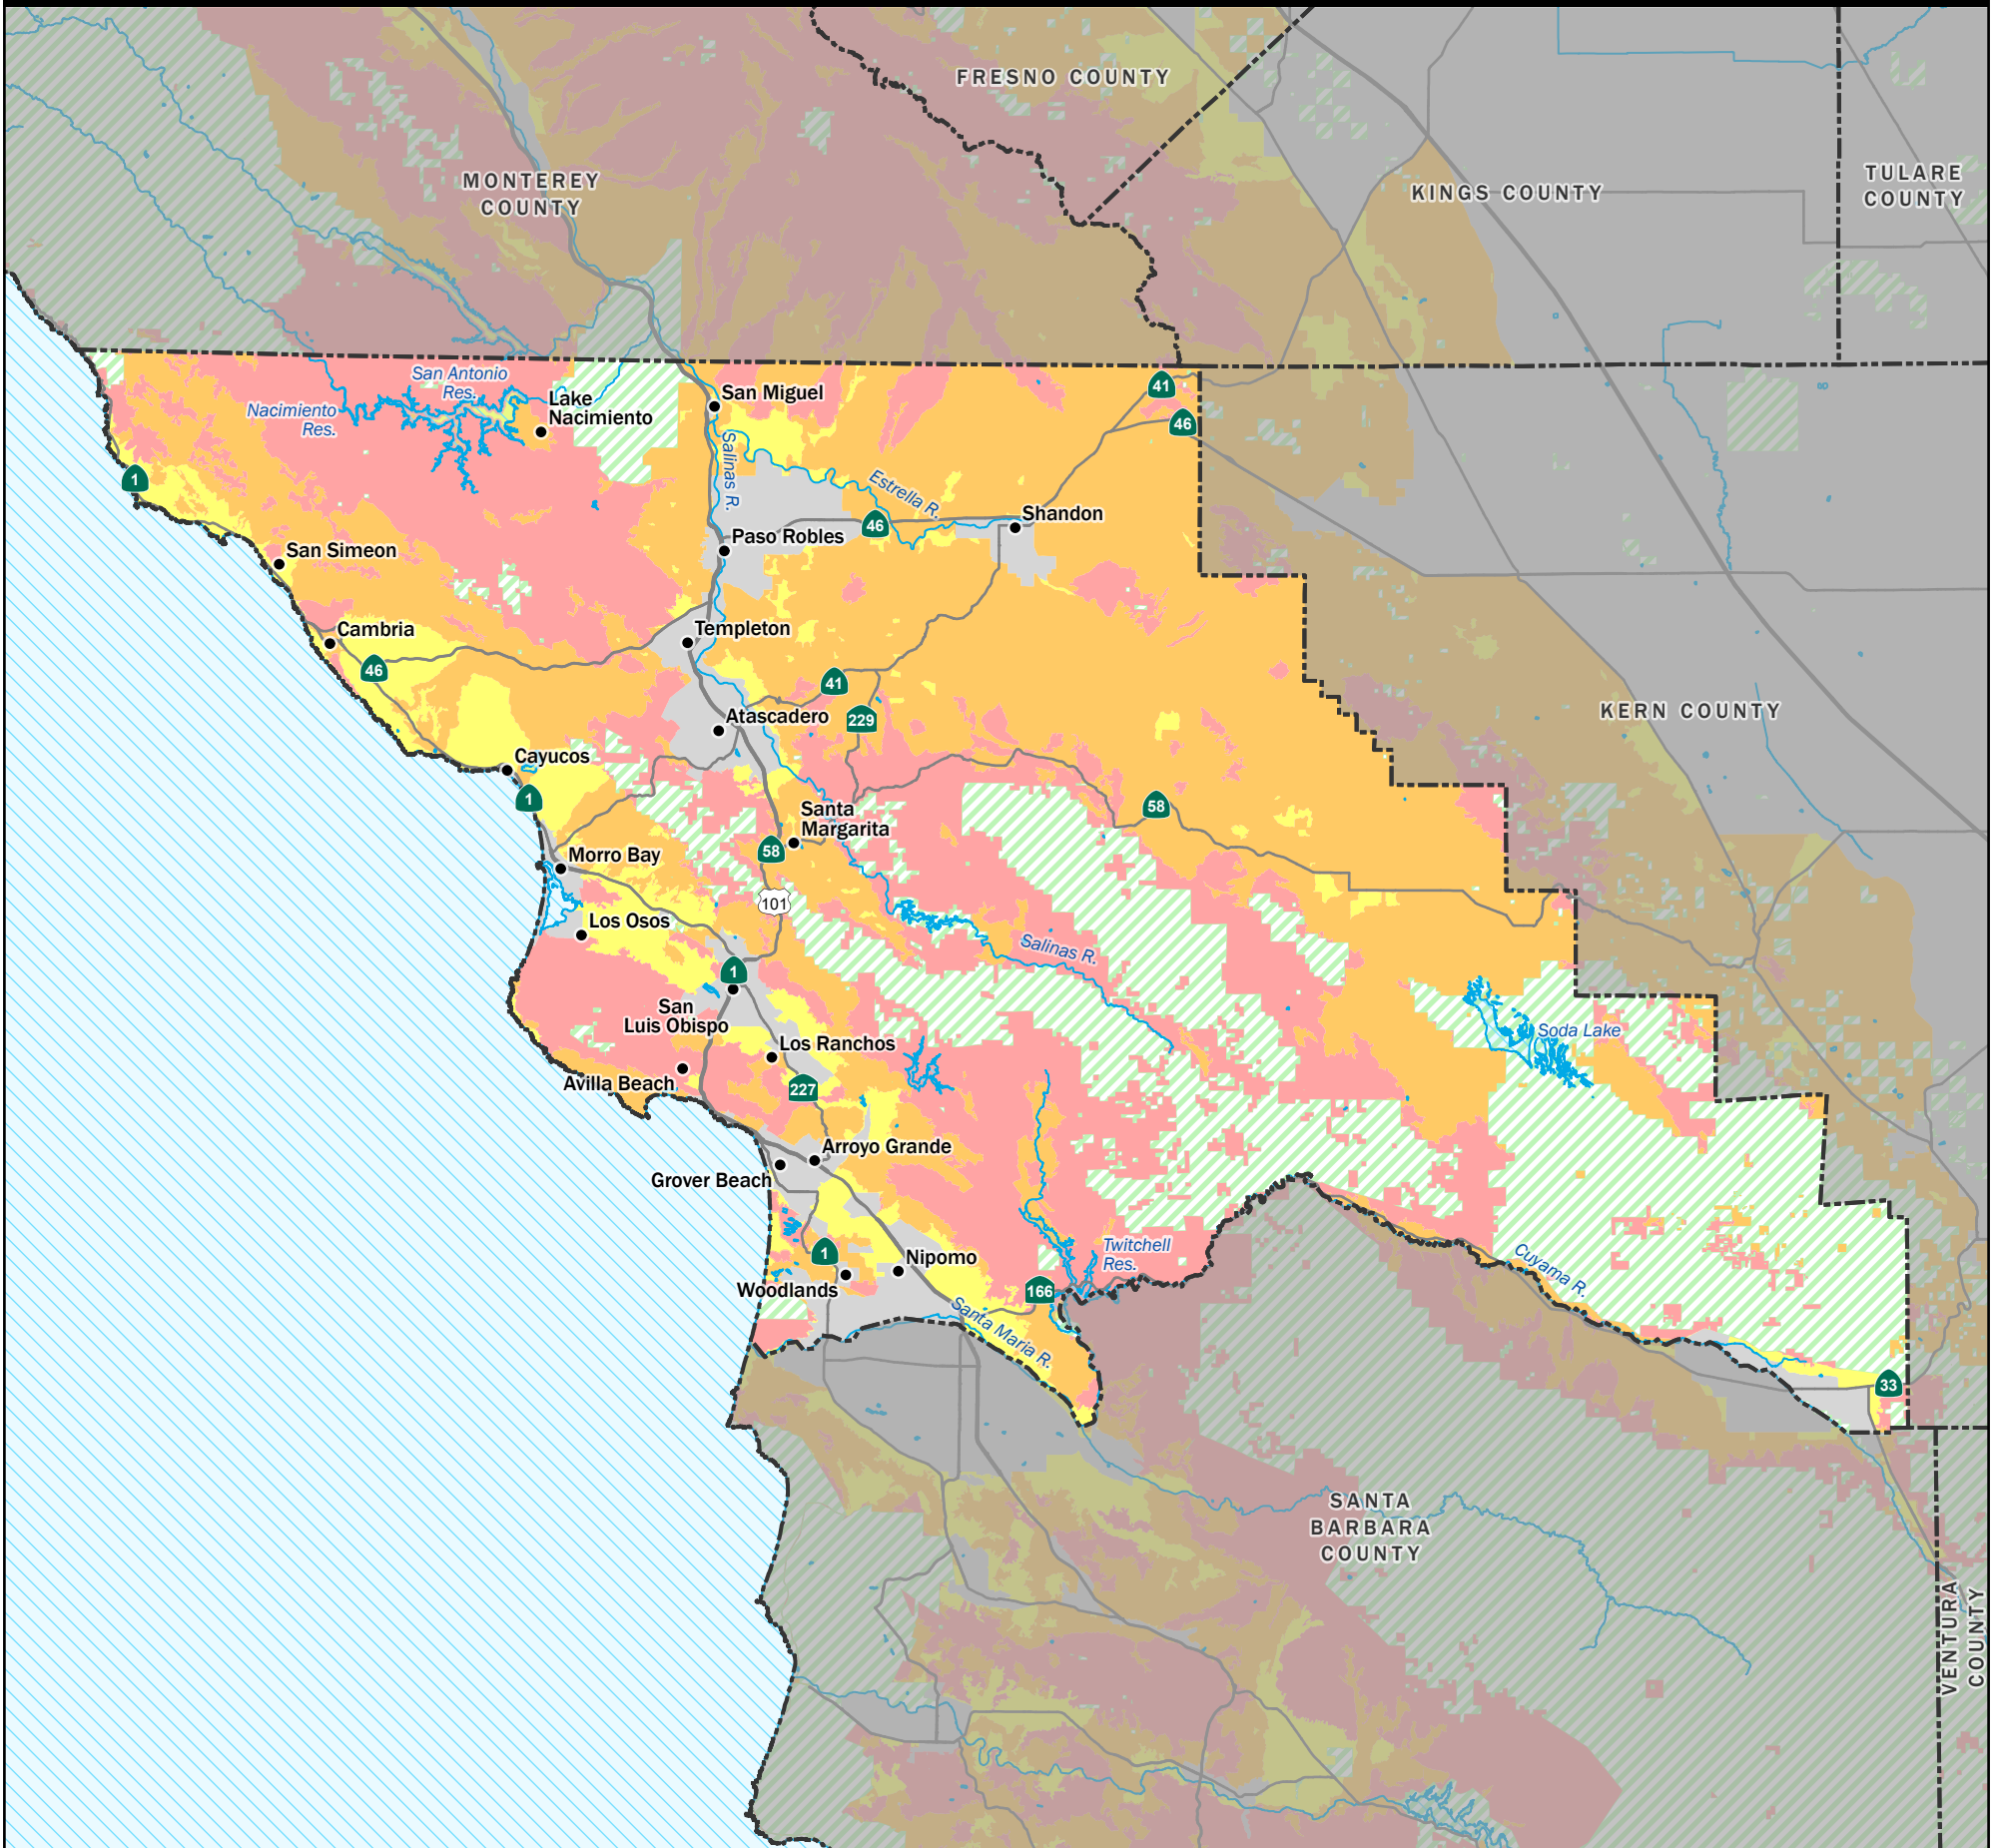 FRESNO COUNTY
MONTEREY
COUNTY
KINGS COUNTY
TULARE
COUNTY
San Antonio
Res.
Nacimiento
Res.
Lake
Nacimiento
San Miguel
41
46
Salinas R.
1
Estrella R.
46
Shandon
Paso Robles
San Simeon
Cambria
46
Templeton
41
229
Atascadero
KERN COUNTY
Cayucos
1
Santa
Margarita
58
58
Morro Bay
101
Los Osos
Salinas R.
1
San
Luis Obispo
Soda Lake
Los Ranchos
Avilla Beach
227
Arroyo Grande
Grover Beach
1
Nipomo
Woodlands
Twitchell
Res.
166
Cuyama R.
Santa Maria R.
33
SANTA
BARBARA
COUNTY
VENTURA
COUNTY